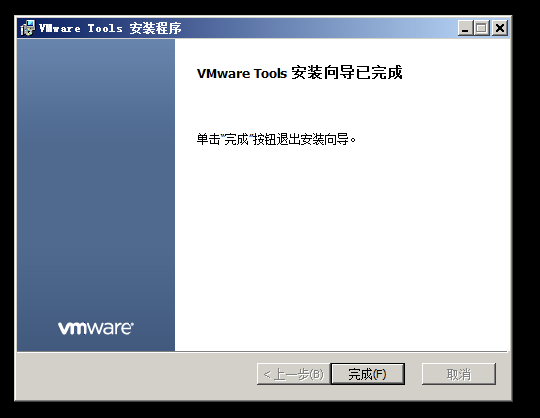 VMware Tools 安装程序
VMware Tools 安装向导已完成
单击"完成"按钮退出安装向导。
vmware
< 上一步(B)
完成(F)
取消